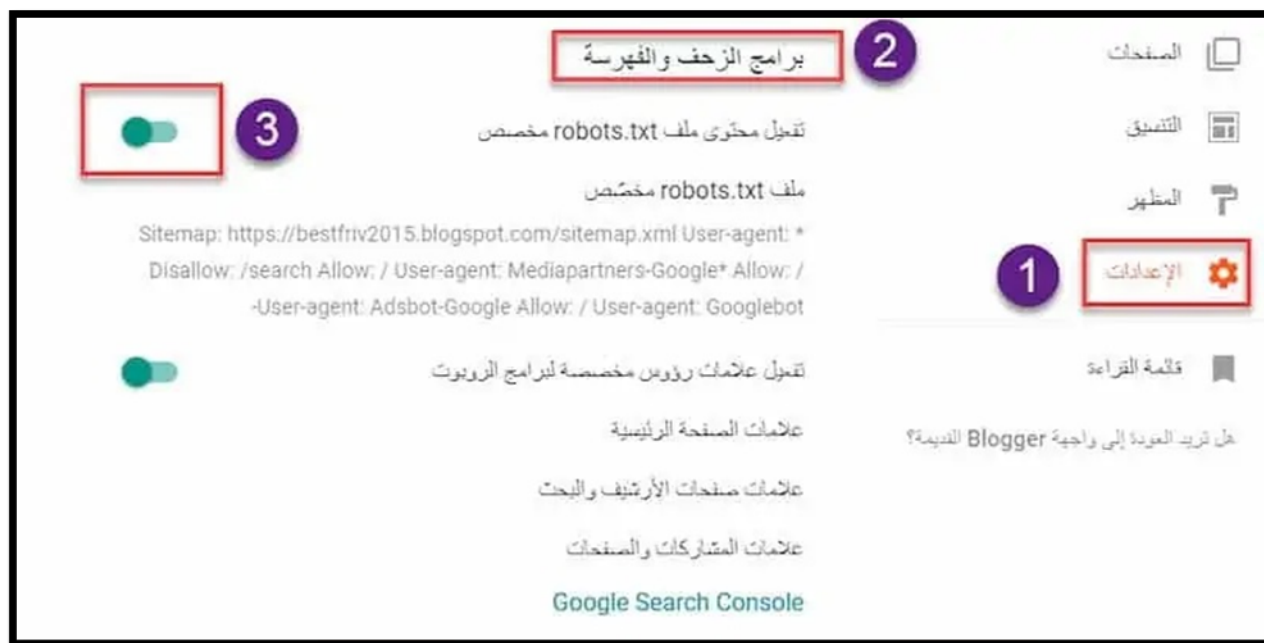 الصفحات
التنسيق
المظهر
1
الإعدادات
قائمة القراءة
هل تريد العودة إلى واجهة Blogger القديمة؟
2
برامج الزحف والفهرسة
3
تفعيل محتوى ملف robots.txt مخصص
ملف robots.txt مخصّص
Sitemap: https://bestfriv2015.blogspot.com/sitemap.xml User-agent: *
Disallow: /search Allow: / User-agent: Mediapartners-Google* Allow: /
-User-agent: Adsbot-Google Allow: / User-agent: Googlebot
تفعيل علامات رؤوس مخصصة لبرامج الروبوت
علامات الصفحة الرئيسية
علامات صفحات الأرشيف والبحث
علامات المشاركات والصفحات
Google Search Console